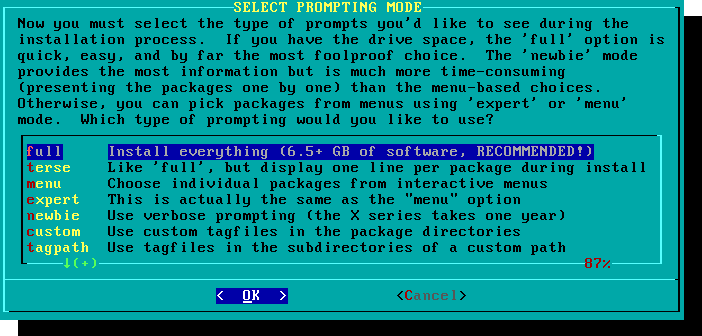 SELECT PROMPTING MODE
Now you must select the type of prompts you'd like to see during the
installation process.  If you have the drive space, the 'full' option is
quick, easy, and by far the most foolproof choice.  The 'newbie' mode
provides the most information but is much more time-consuming
(presenting the packages one by one) than the menu-based choices.
Otherwise, you can pick packages from menus using 'expert' or 'menu'
mode.  Which type of prompting would you like to use?
full     Install everything (6.5+ GB of software, RECOMMENDED!)
terse    Like 'full', but display one line per package during install
menu     Choose individual packages from interactive menus
expert   This is actually the same as the "menu" option
newbie   Use verbose prompting (the X series takes one year)
custom   Use custom tagfiles in the package directories
tagpath  Use tagfiles in the subdirectories of a custom path
↓(+) 87%
<  OK  > <Cancel>